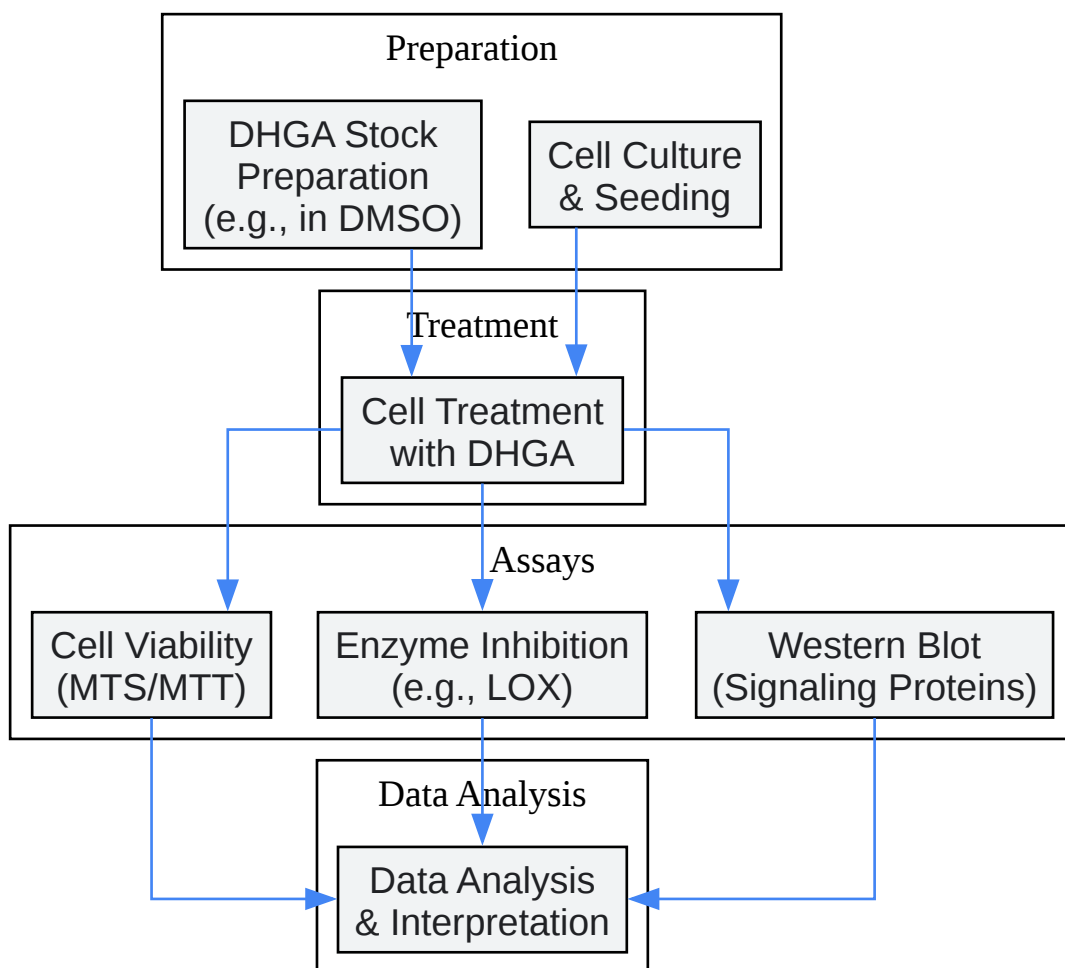 Preparation
DHGA Stock
Preparation
(e.g., in DMSO)
Cell Culture
& Seeding
Treatment
Cell Treatment
with DHGA
Assays
Cell Viability
(MTS/MTT)
Enzyme Inhibition
(e.g., LOX)
Western Blot
(Signaling Proteins)
Data Analysis
Data Analysis
& Interpretation